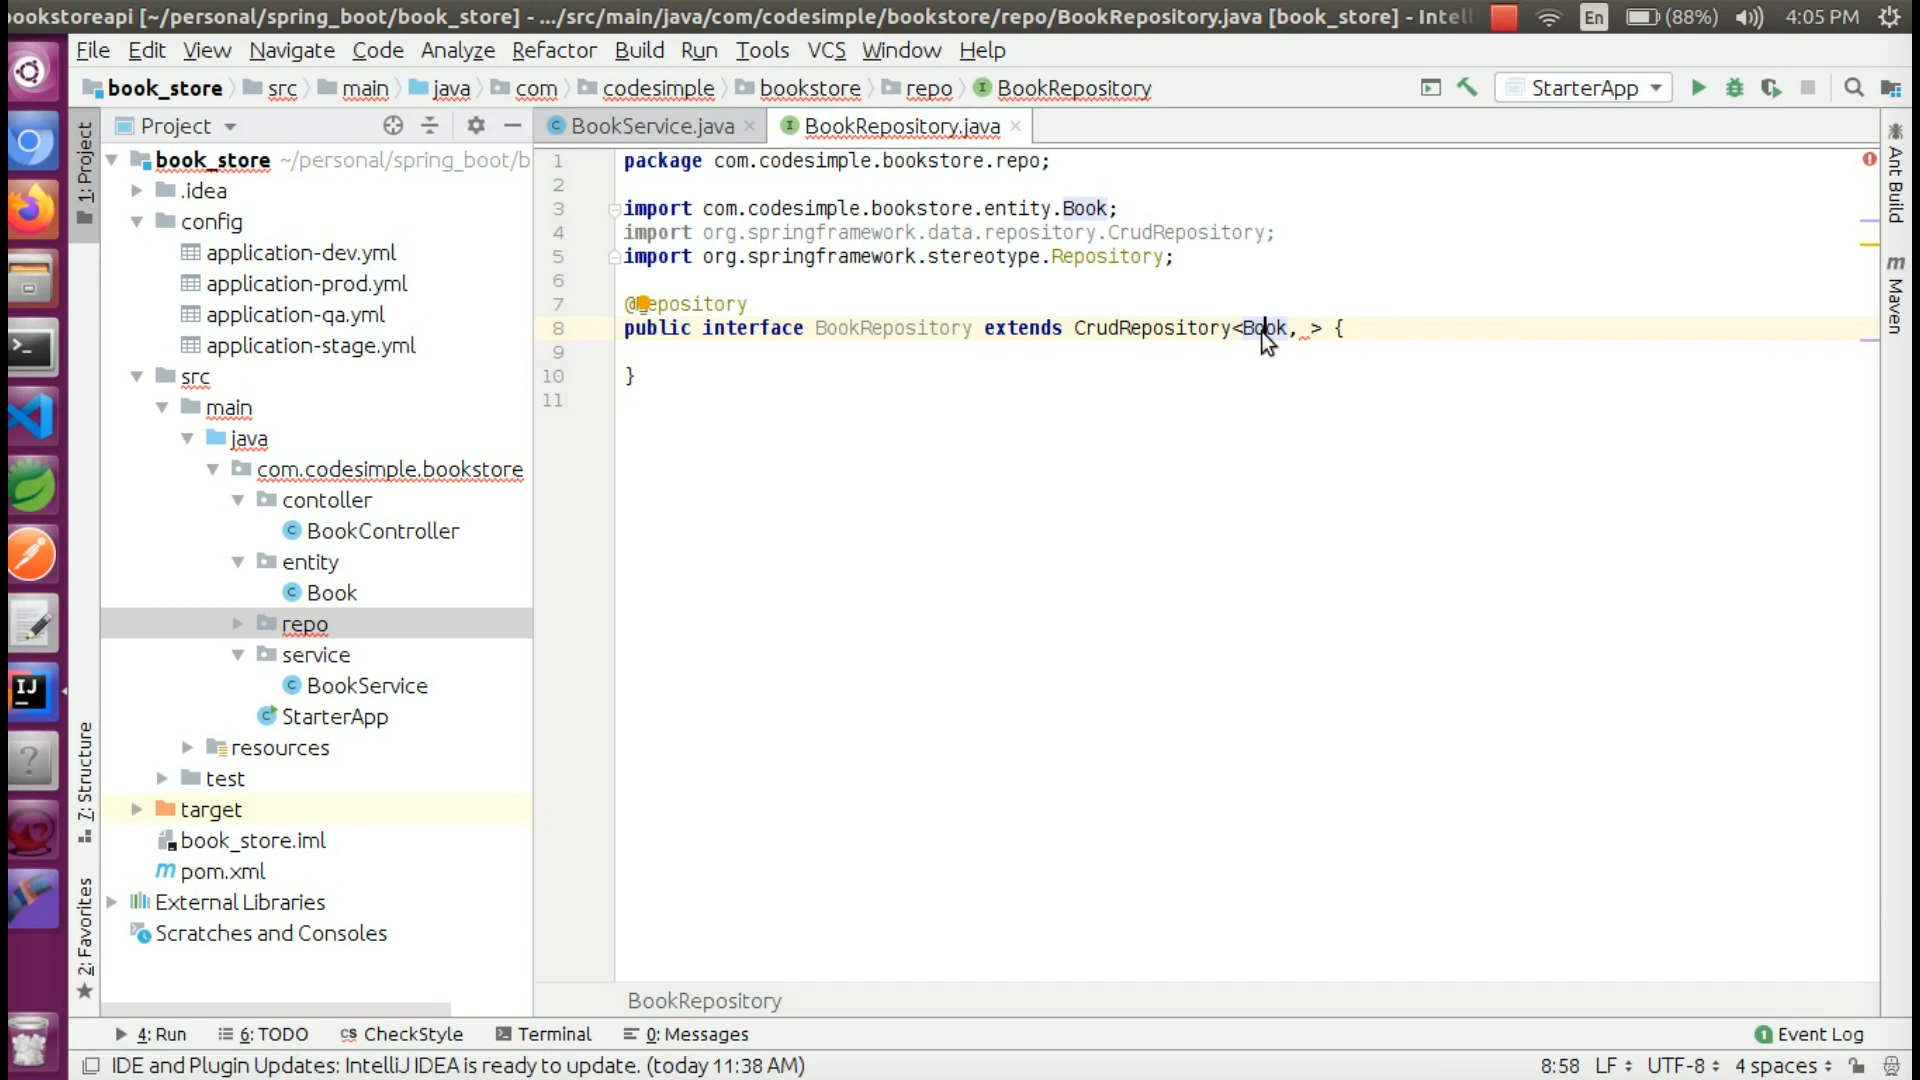 ookstoreapi [~/personal/spring_boot/book_store] - .../src/main/java/com/codesimple/bookstore/repo/BookRepository.java [book_store] - Intell
En (88%) 4:05 PM
File Edit View Navigate Code Analyze Refactor Build Run Tools VCS Window Help
book_store src main java com codesimple bookstore repo BookRepository StarterApp
Project BookService.java BookRepository.java
1: Project
7: Structure
2: Favorites
book_store ~/personal/spring_boot/b
.idea
config
application-dev.yml
application-prod.yml
application-qa.yml
application-stage.yml
src
main
java
com.codesimple.bookstore
contoller
BookController
entity
Book
repo
service
BookService
StarterApp
resources
test
target
book_store.iml
pom.xml
External Libraries
Scratches and Consoles
1 package com.codesimple.bookstore.repo;
2
3 import com.codesimple.bookstore.entity.Book;
4 import org.springframework.data.repository.CrudRepository;
5 import org.springframework.stereotype.Repository;
6
7 @Repository
8 public interface BookRepository extends CrudRepository<Book, > {
9
10 }
11
Ant Build
m Maven
BookRepository
4: Run 6: TODO CS CheckStyle Terminal 0: Messages 1 Event Log
IDE and Plugin Updates: IntelliJ IDEA is ready to update. (today 11:38 AM) 8:58 LF UTF-8 4 spaces
IJ